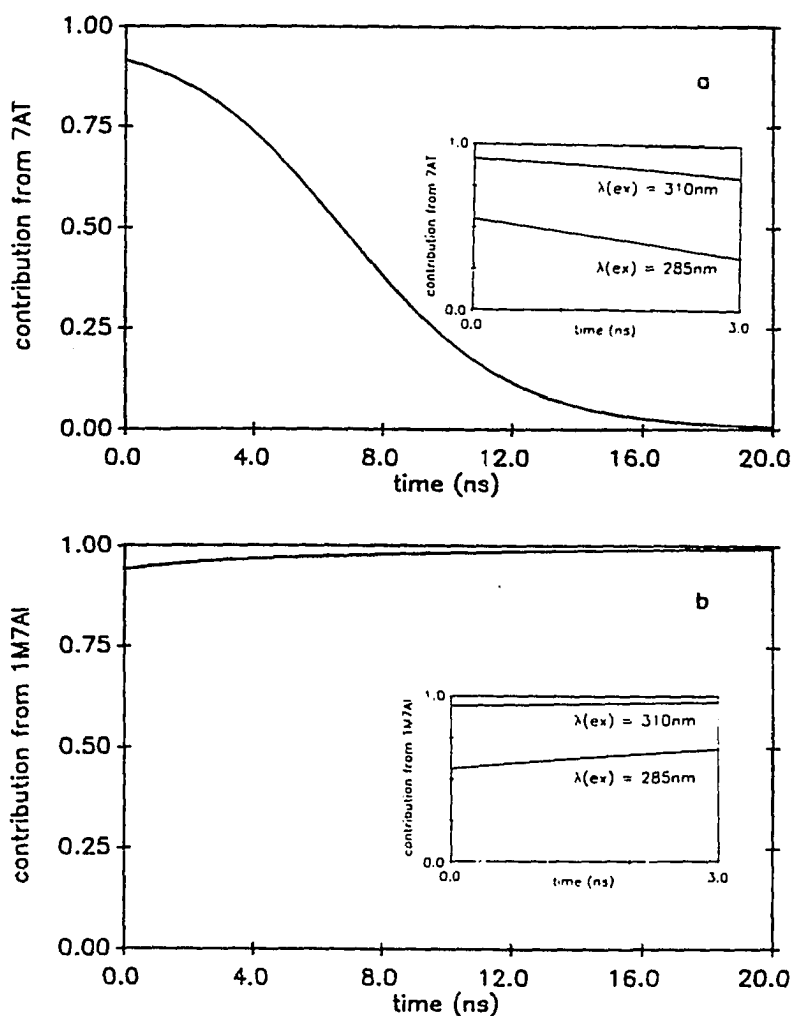 1.00
a
contribution from 7AT
0.75
0.50
0.25
0.00
1.0
contribution from 7AT
λ(ex) = 310nm
λ(ex) = 285nm
0.0
0.0
3.0
time (ns)
0.0
4.0
8.0
12.0
16.0
20.0
time (ns)
1.00
b
contribution from 1M7AI
0.75
0.50
0.25
0.00
1.0
contribution from 1M7AI
λ(ex) = 310nm
λ(ex) = 285nm
0.0
0.0
3.0
time (ns)
0.0
4.0
8.0
12.0
16.0
20.0
time (ns)